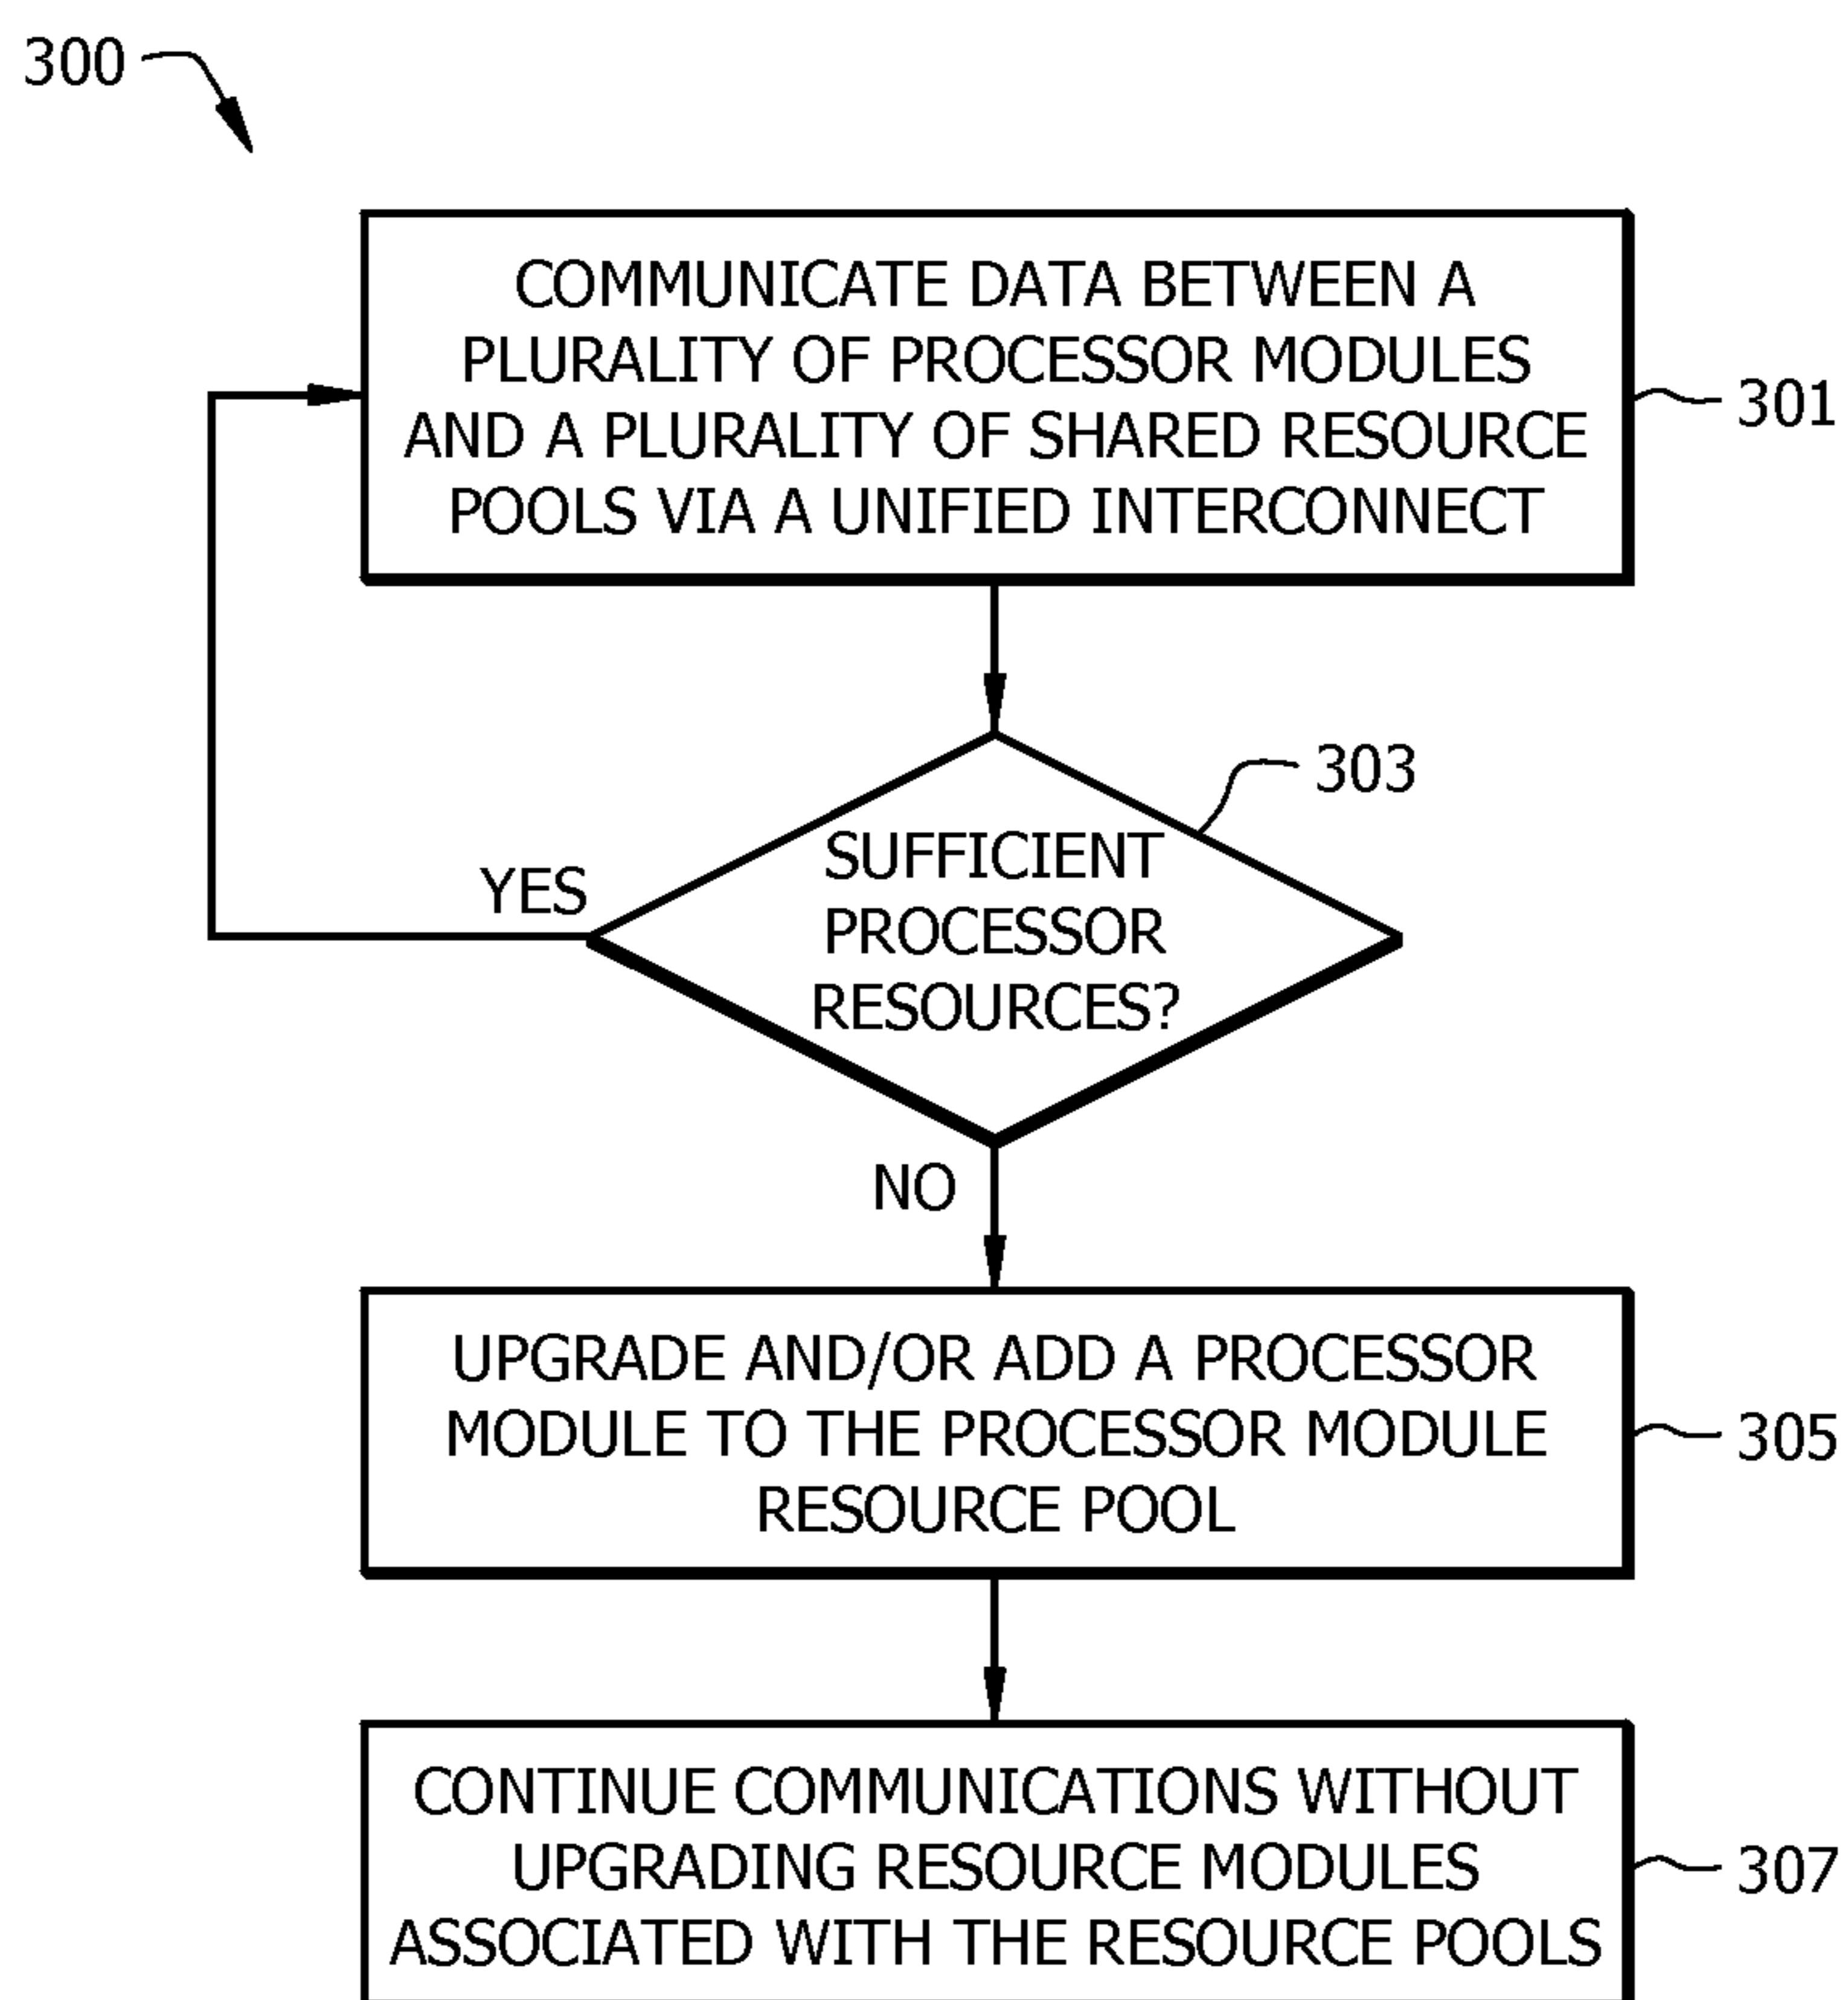 300
COMMUNICATE DATA BETWEEN A
PLURALITY OF PROCESSOR MODULES
AND A PLURALITY OF SHARED RESOURCE
POOLS VIA A UNIFIED INTERCONNECT
301
303
SUFFICIENT
PROCESSOR
RESOURCES?
YES
NO
UPGRADE AND/OR ADD A PROCESSOR
MODULE TO THE PROCESSOR MODULE
RESOURCE POOL
305
CONTINUE COMMUNICATIONS WITHOUT
UPGRADING RESOURCE MODULES
ASSOCIATED WITH THE RESOURCE POOLS
307